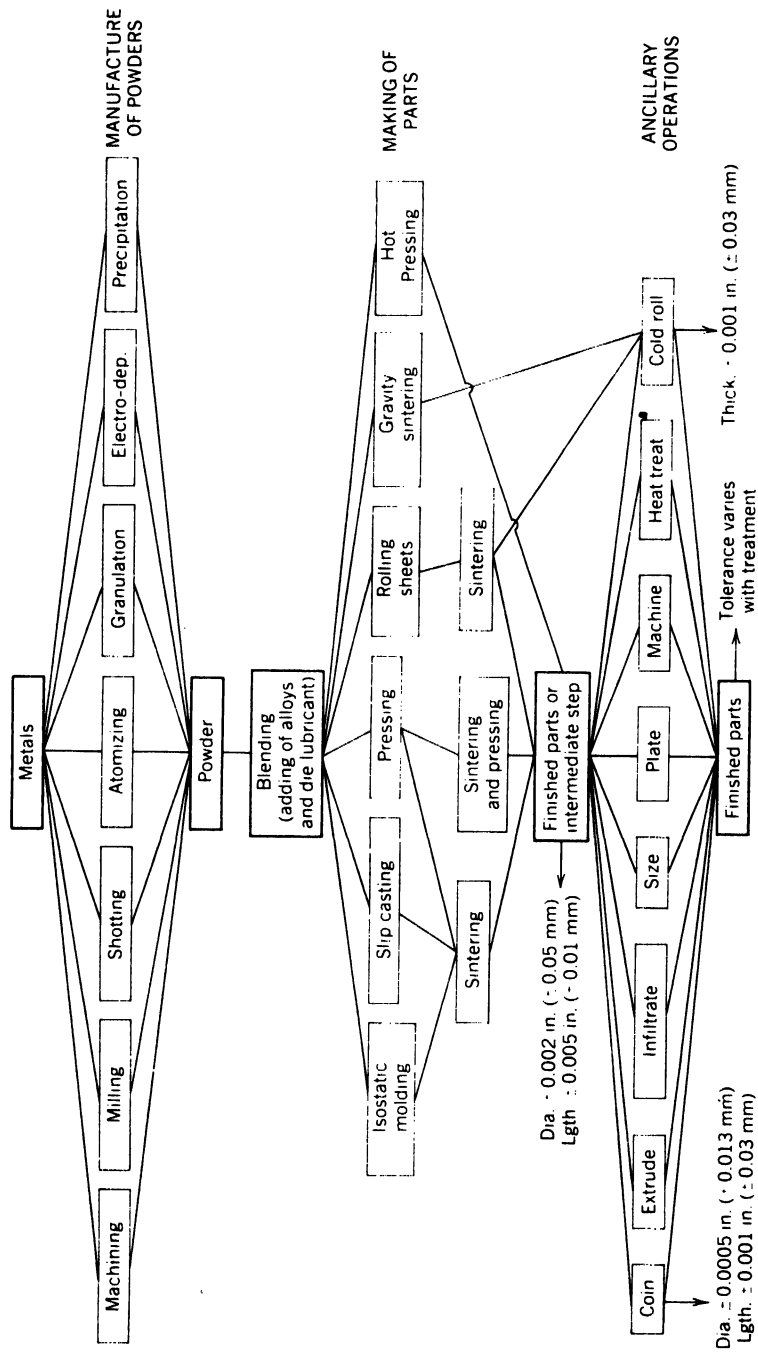 MANUFACTURE
OF POWDERS
Metals
Machining
Milling
Shotting
Atomizing
Granulation
Electro-dep.
Precipitation
Powder
Blending
(adding of alloys
and die lubricant)
MAKING OF
PARTS
Isostatic
molding
Slip casting
Pressing
Rolling
sheets
Gravity
sintering
Hot
Pressing
Sintering
Sintering
and pressing
Sintering
Finished parts or
intermediate step
Dia. - 0.002 in. (- 0.05 mm)
Lgth ± 0.005 in. (- 0.01 mm)
ANCILLARY
OPERATIONS
Coin
Extrude
Infiltrate
Size
Plate
Machine
Heat treat
Cold roll
Dia. ±0.0005 in. (· 0.013 mm)
Lgth. ±0.001 in. (± 0.03 mm)
Finished parts
Tolerance varies
with treatment
Thick. - 0.001 in. (± 0.03 mm)